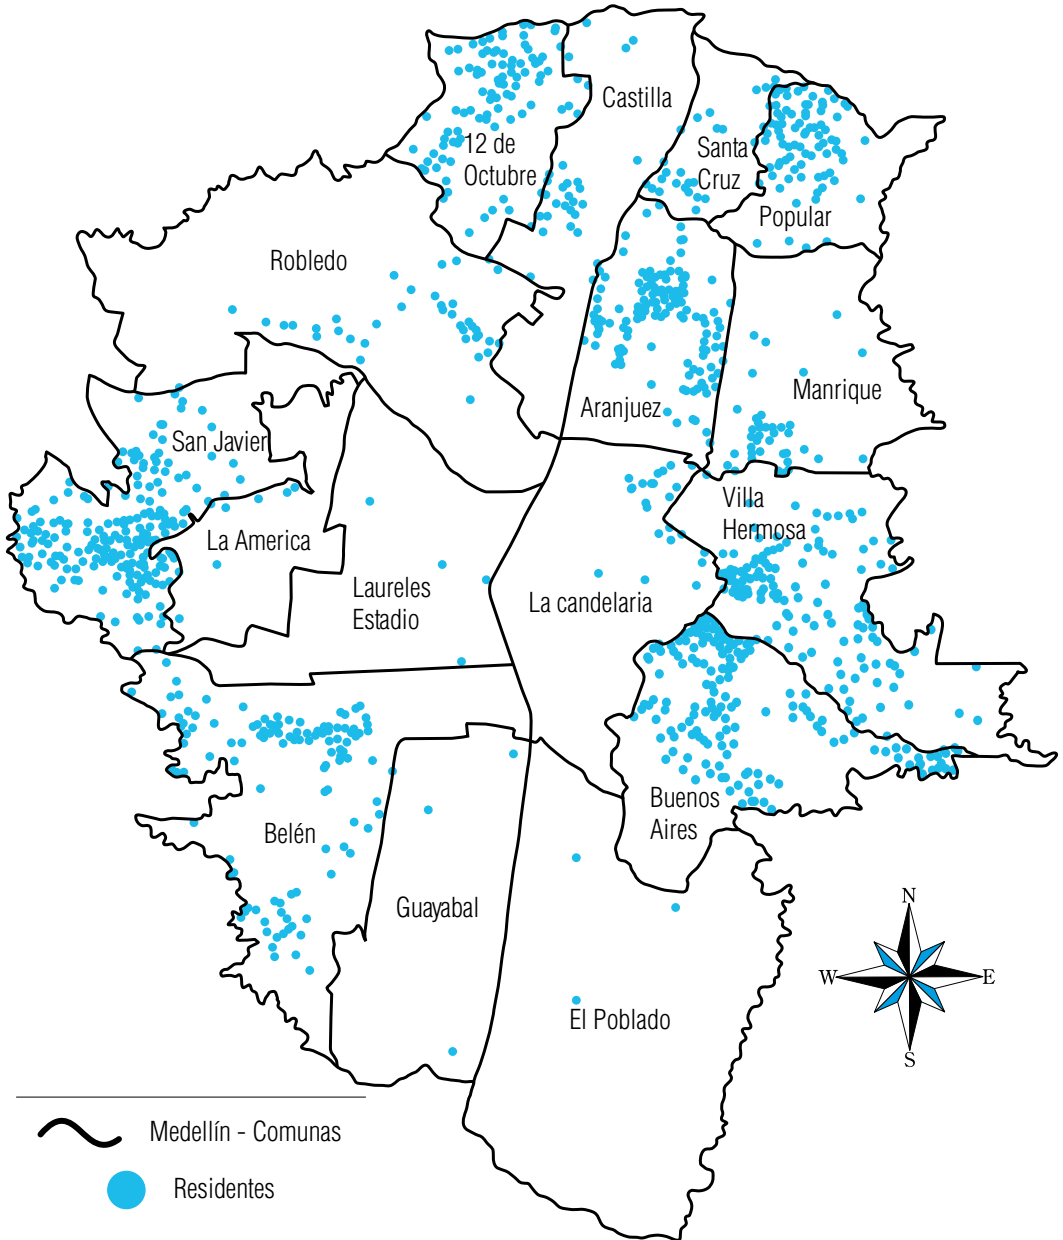 Castilla
12 de
Octubre
Santa
Cruz
Popular
Robledo
Manrique
Aranjuez
San Javier
Villa
Hermosa
La America
Laureles
Estadio
La candelaria
Buenos
Aires
Belén
Guayabal
El Poblado
N
W
E
S
Medellín - Comunas
Residentes